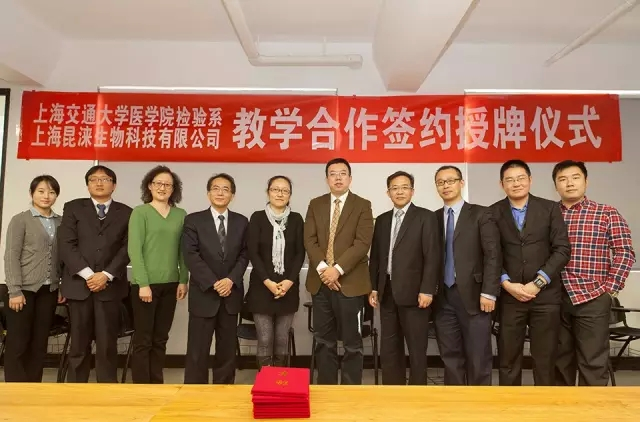 上海交通大学医学院检验系
上海昆涞生物科技有限公司
教学合作签约授牌仪式